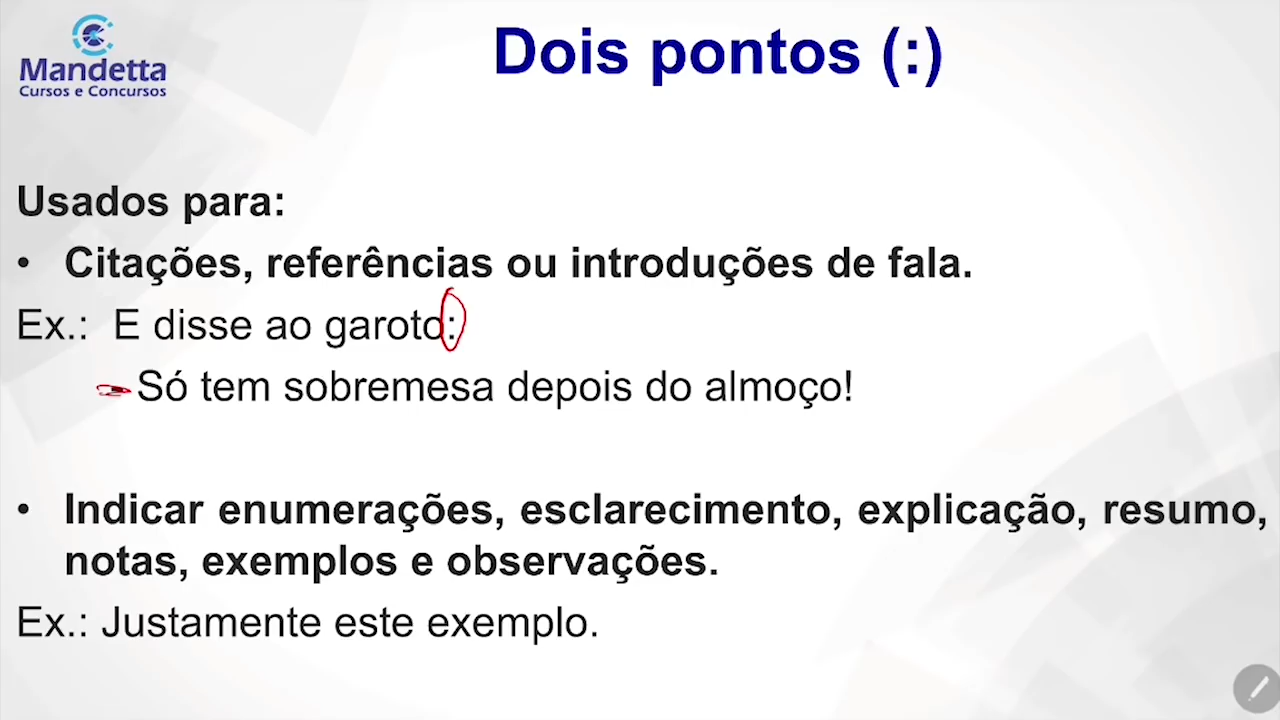 Mandetta
Cursos e Concursos
Dois pontos (:)
Usados para:
• Citações, referências ou introduções de fala.
Ex.: E disse ao garoto:
– Só tem sobremesa depois do almoço!
• Indicar enumerações, esclarecimento, explicação, resumo,
notas, exemplos e observações.
Ex.: Justamente este exemplo.